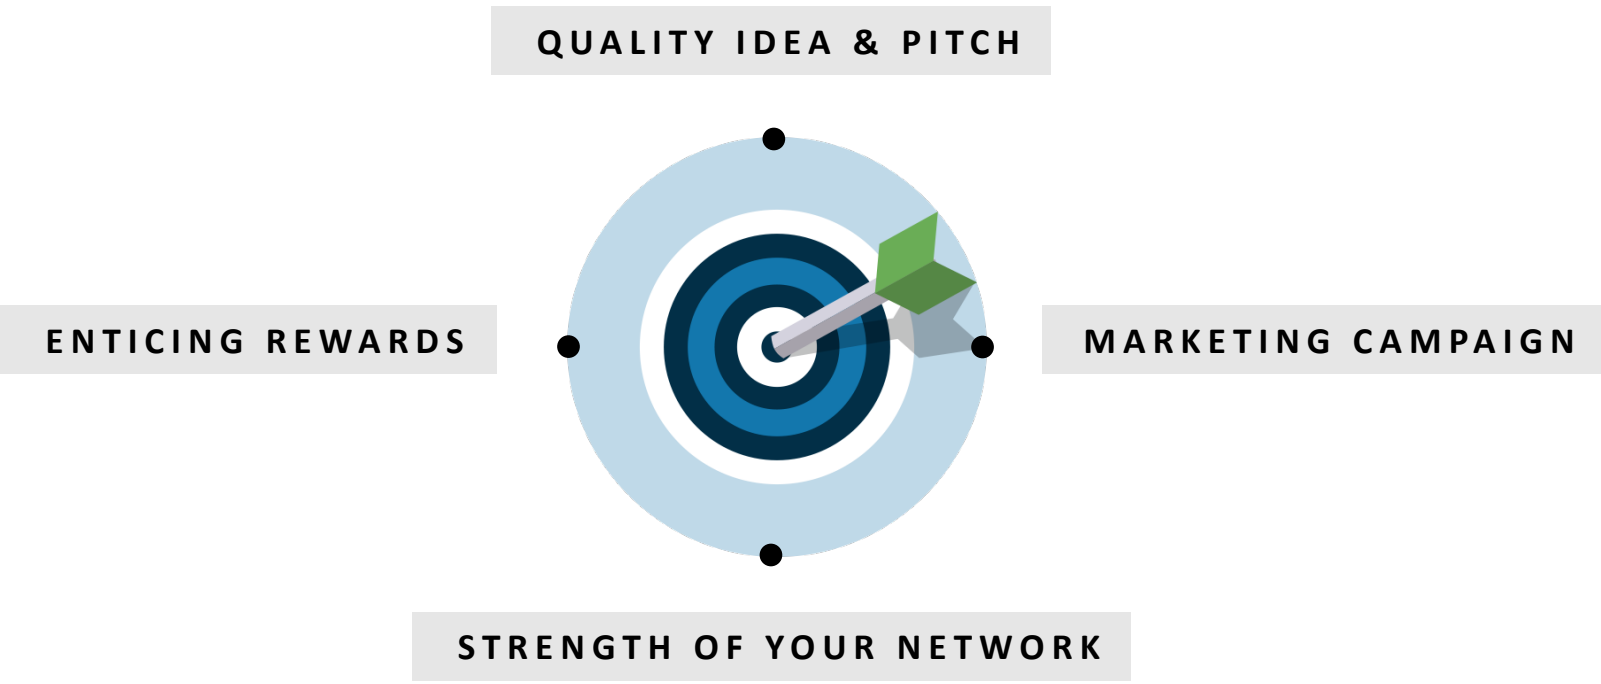 QUALITY IDEA & PITCH
ENTICING REWARDS
MARKETING CAMPAIGN
STRENGTH OF YOUR NETWORK